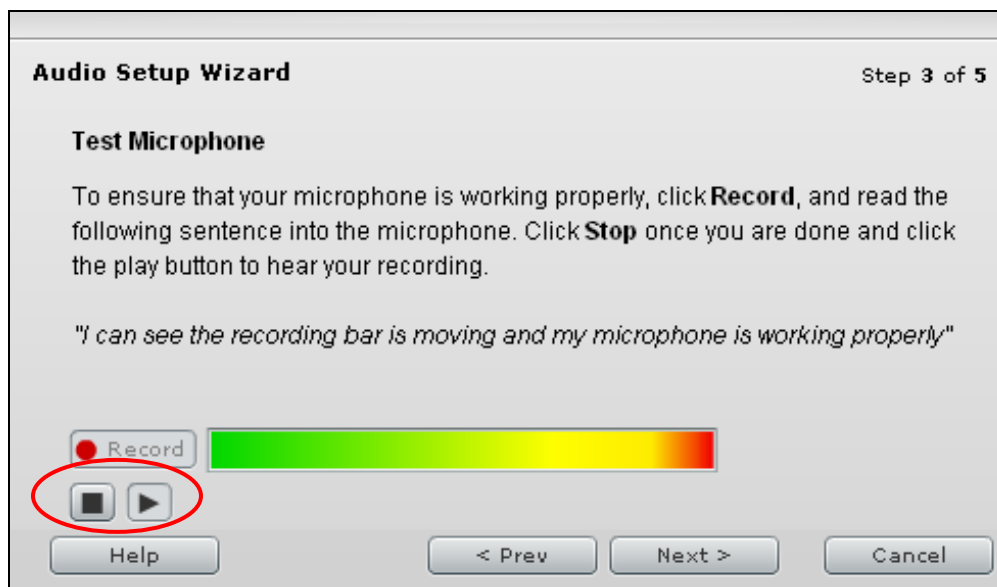 Audio Setup Wizard
Step 3 of 5
Test Microphone
To ensure that your microphone is working properly, click Record, and read the
following sentence into the microphone. Click Stop once you are done and click
the play button to hear your recording.
"I can see the recording bar is moving and my microphone is working properly"
Record
Help
< Prev
Next >
Cancel